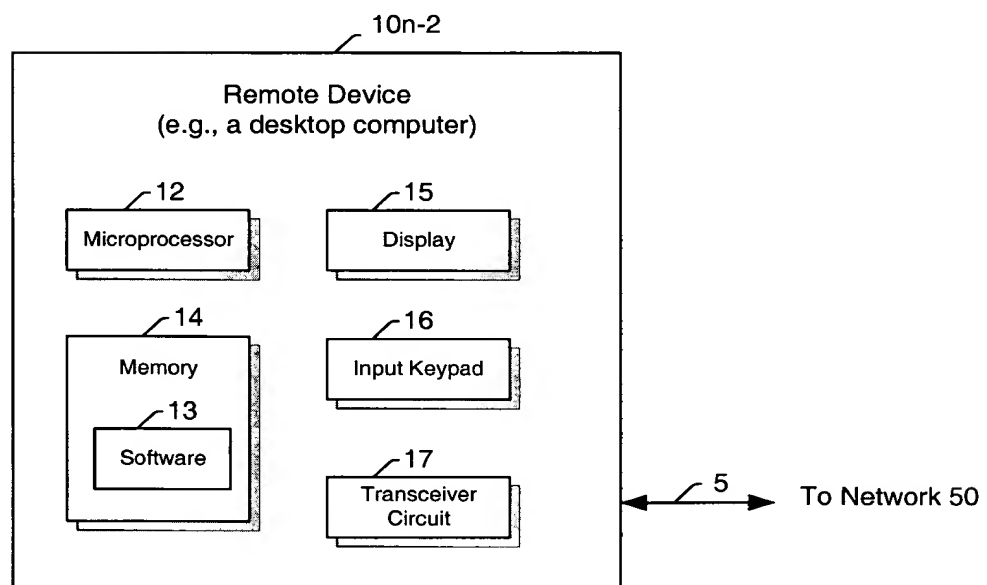 10n-2
Remote Device
(e.g., a desktop computer)
12
Microprocessor
15
Display
14
Memory
16
Input Keypad
13
Software
17
Transceiver
Circuit
5
To Network 50